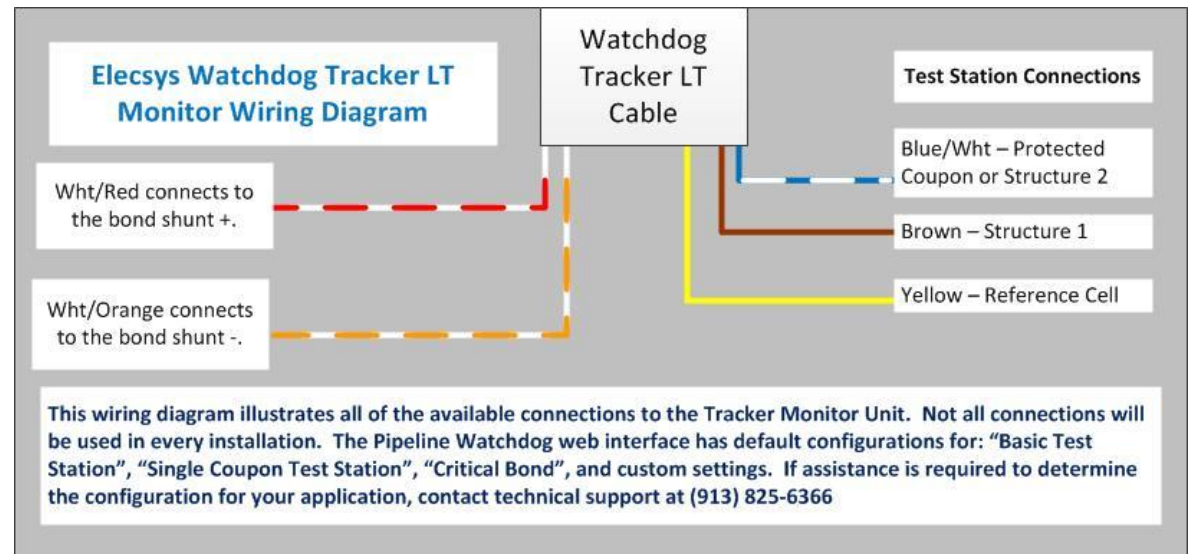 Elecsys Watchdog Tracker LT
Monitor Wiring Diagram
Watchdog
Tracker LT
Cable
Test Station Connections
Wht/Red connects to
the bond shunt +.
Wht/Orange connects
to the bond shunt -.
Blue/Wht – Protected
Coupon or Structure 2
Brown – Structure 1
Yellow – Reference Cell
This wiring diagram illustrates all of the available connections to the Tracker Monitor Unit.  Not all connections will
be used in every installation.  The Pipeline Watchdog web interface has default configurations for: “Basic Test
Station”, “Single Coupon Test Station”, “Critical Bond”, and custom settings.  If assistance is required to determine
the configuration for your application, contact technical support at (913) 825-6366